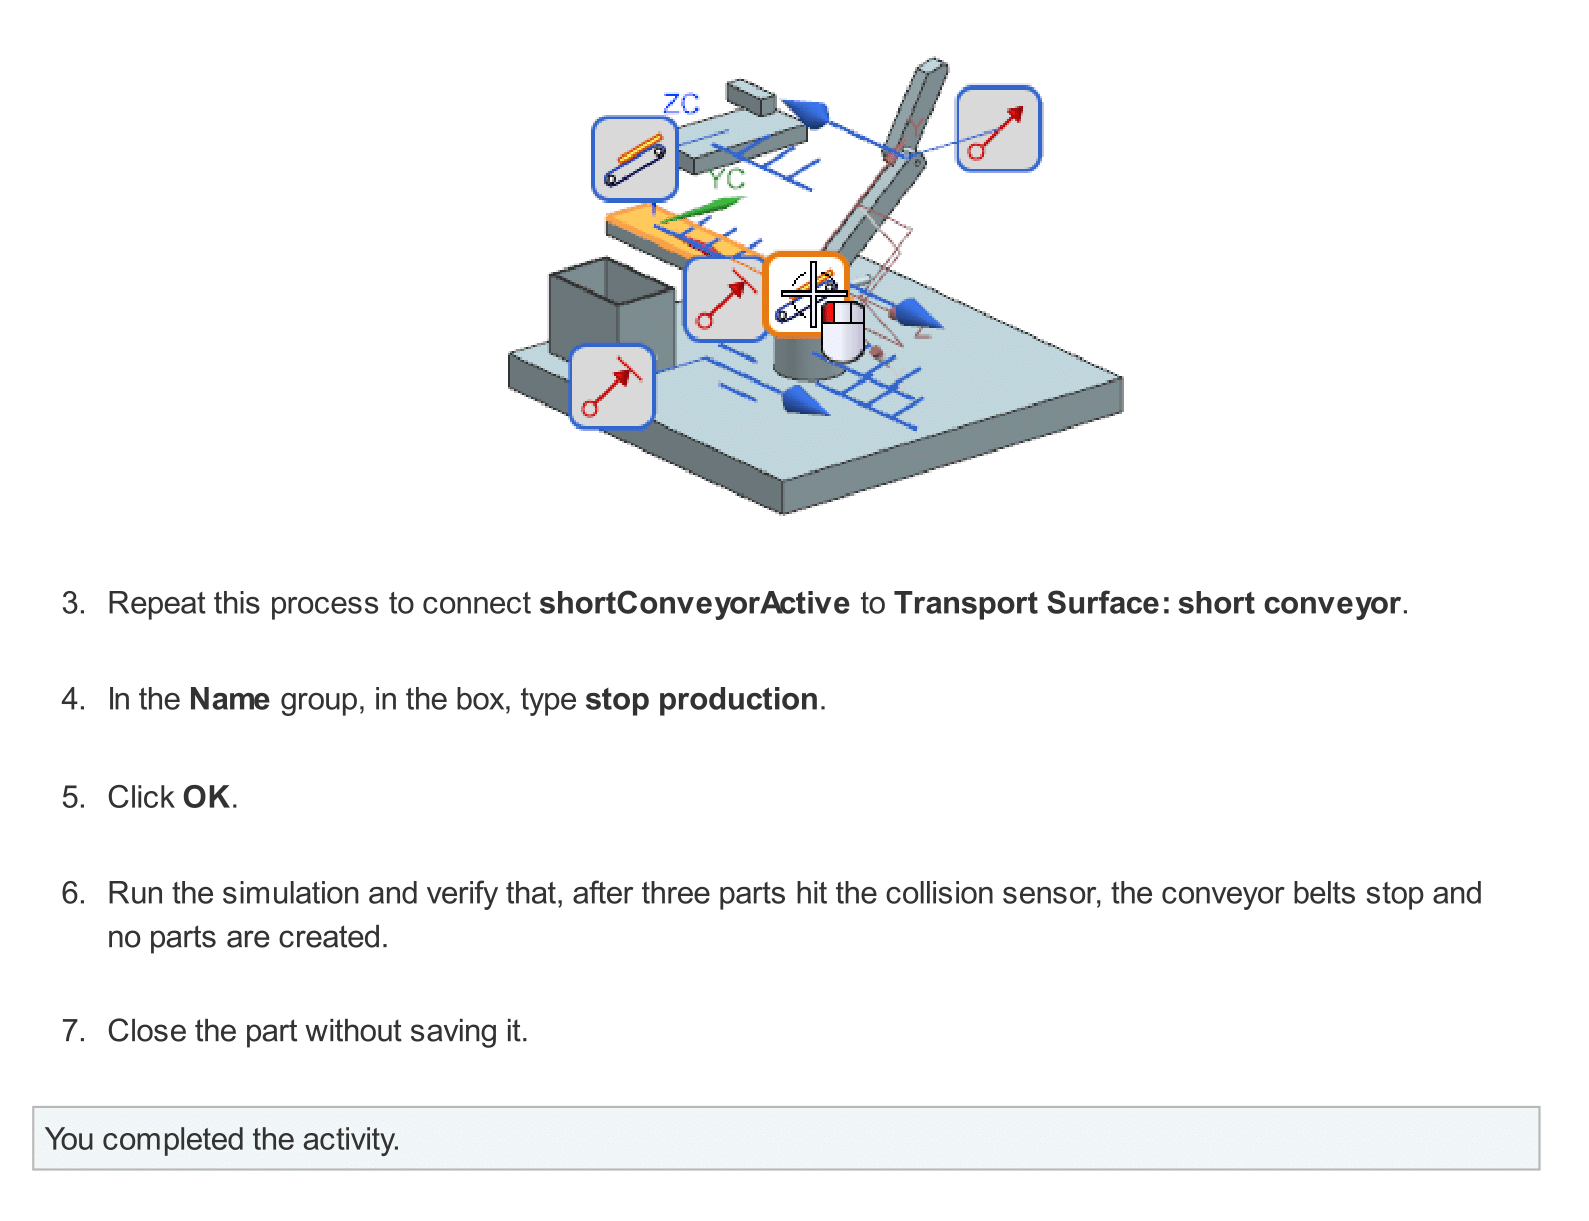 ZC
YC
3. Repeat this process to connect shortConveyorActive to Transport Surface: short conveyor.
4. In the Name group, in the box, type stop production.
5. Click OK.
6. Run the simulation and verify that, after three parts hit the collision sensor, the conveyor belts stop and
no parts are created.
7. Close the part without saving it.
You completed the activity.